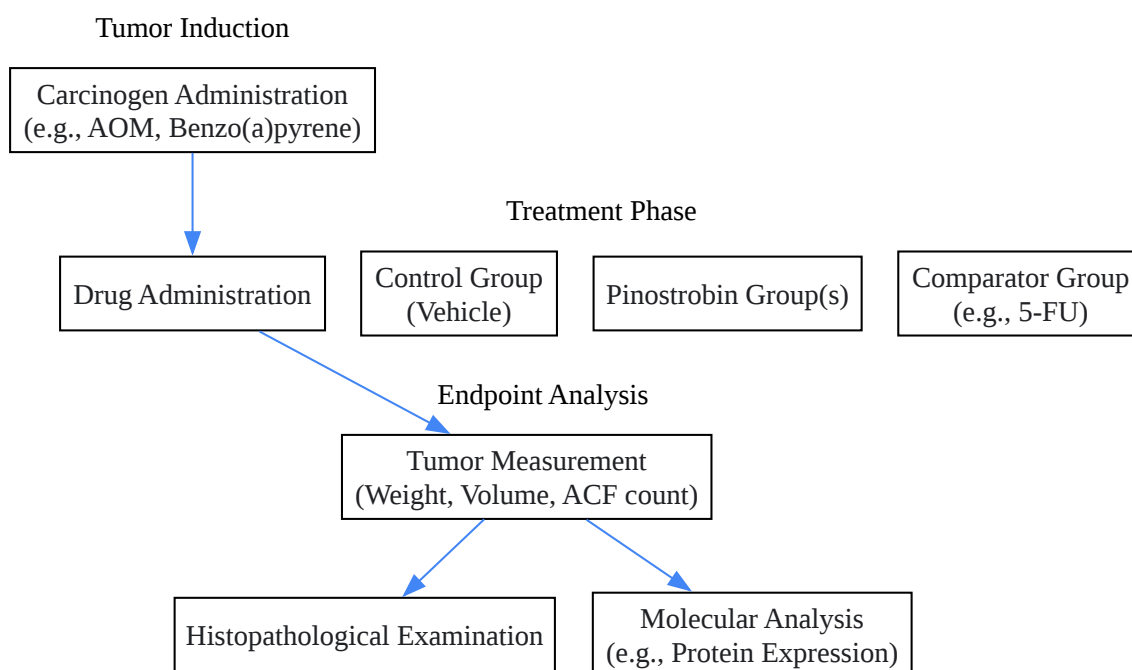 Tumor Induction
Carcinogen Administration
(e.g., AOM, Benzo(a)pyrene)
Treatment Phase
Drug Administration
Control Group
(Vehicle)
Pinostrobin Group(s)
Comparator Group
(e.g., 5-FU)
Endpoint Analysis
Tumor Measurement
(Weight, Volume, ACF count)
Histopathological Examination
Molecular Analysis
(e.g., Protein Expression)